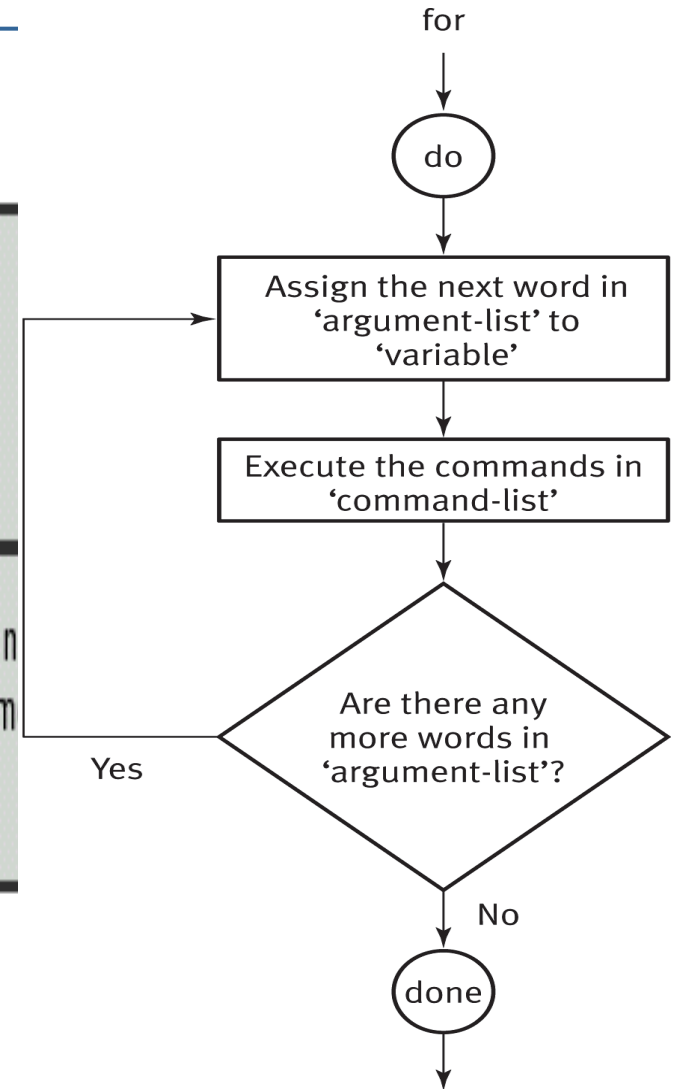 for
do
Assign the next word in
‘argument-list’ to
‘variable’
Execute the commands in
‘command-list’
Are there any
more words in
‘argument-list’?
Yes
No
done
n
m